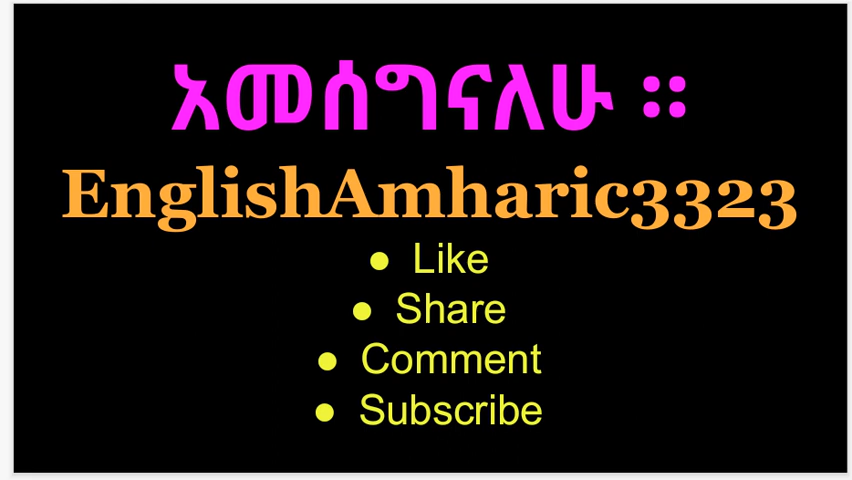 አመሰግናለሁ ።
EnglishAmharic3323
● Like
● Share
● Comment
● Subscribe